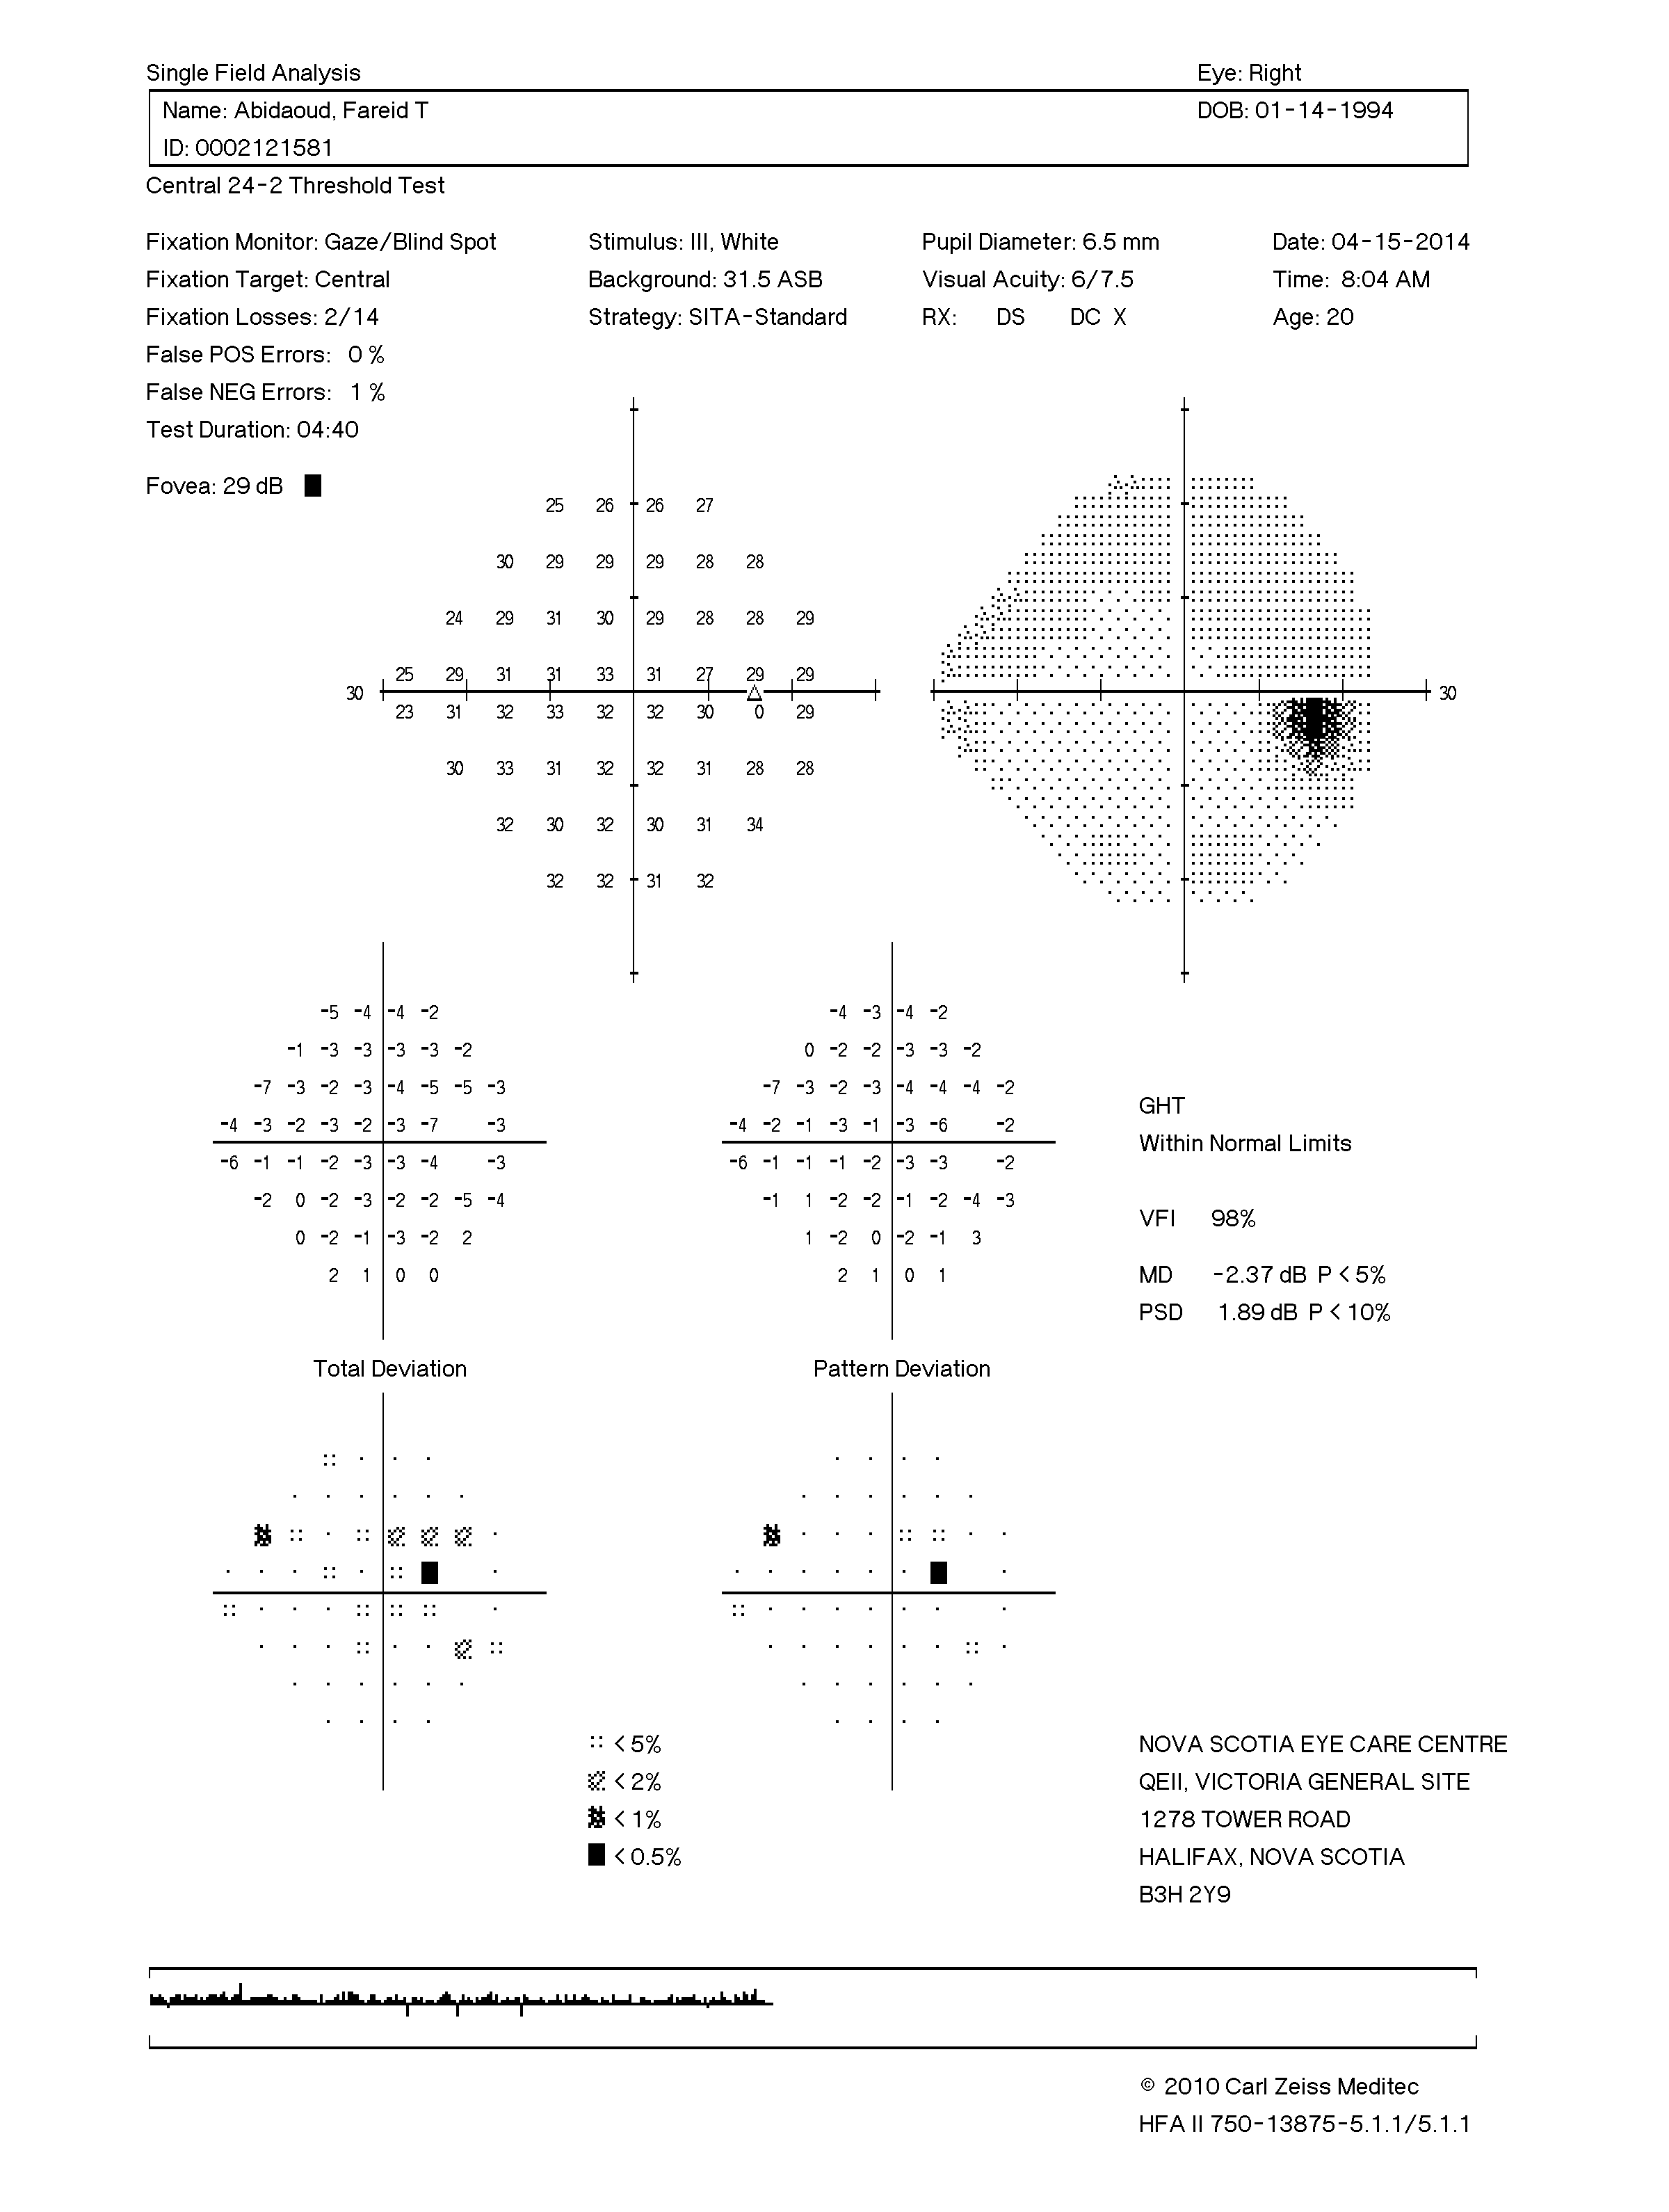 Single Field Analysis Eye: Right
Name: Abidaoud, Fareid T DOB: 01-14-1994
ID: 0002121581
Central 24-2 Threshold Test
Fixation Monitor: Gaze/Blind Spot Stimulus: III, White Pupil Diameter: 6.5 mm Date: 04-15-2014
Fixation Target: Central Background: 31.5 ASB Visual Acuity: 6/7.5 Time: 8:04 AM
Fixation Losses: 2/14 Strategy: SITA-Standard RX: DS DC X Age: 20
False POS Errors: 0 %
False NEG Errors: 1 %
Test Duration: 04:40
Fovea: 29 dB
25 26 26 27
30 29 29 29 28 28
24 29 31 30 29 28 28 29
25 29 31 31 33 31 27 29 29
30 30
23 31 32 33 32 32 30 0 29
30 33 31 32 32 31 28 28
32 30 32 30 31 34
32 32 31 32
-5 -4 -4 -2 -4 -3 -4 -2
-1 -3 -3 -3 -3 -2 0 -2 -2 -3 -3 -2
-7 -3 -2 -3 -4 -5 -5 -3 -7 -3 -2 -3 -4 -4 -4 -2
GHT
-4 -3 -2 -3 -2 -3 -7 -3 -4 -2 -1 -3 -1 -3 -6 -2
Within Normal Limits
-6 -1 -1 -2 -3 -3 -4 -3 -6 -1 -1 -1 -2 -3 -3 -2
-2 0 -2 -3 -2 -2 -5 -4 -1 1 -2 -2 -1 -2 -4 -3
VFI 98%
0 -2 -1 -3 -2 2 1 -2 0 -2 -1 3
2 1 0 0 2 1 0 1
MD -2.37 dB P < 5%
PSD 1.89 dB P < 10%
Total Deviation Pattern Deviation
< 5% NOVA SCOTIA EYE CARE CENTRE
< 2% QEII, VICTORIA GENERAL SITE
< 1% 1278 TOWER ROAD
< 0.5% HALIFAX, NOVA SCOTIA
B3H 2Y9
© 2010 Carl Zeiss Meditec
HFA II 750-13875-5.1.1/5.1.1